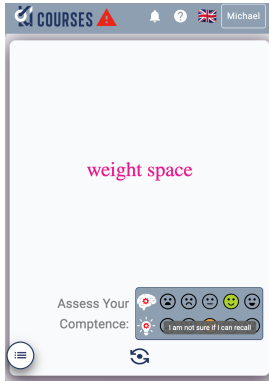 COURSES
Michael
weight space
Assess Your
Comptence:
I am not sure if I can recall